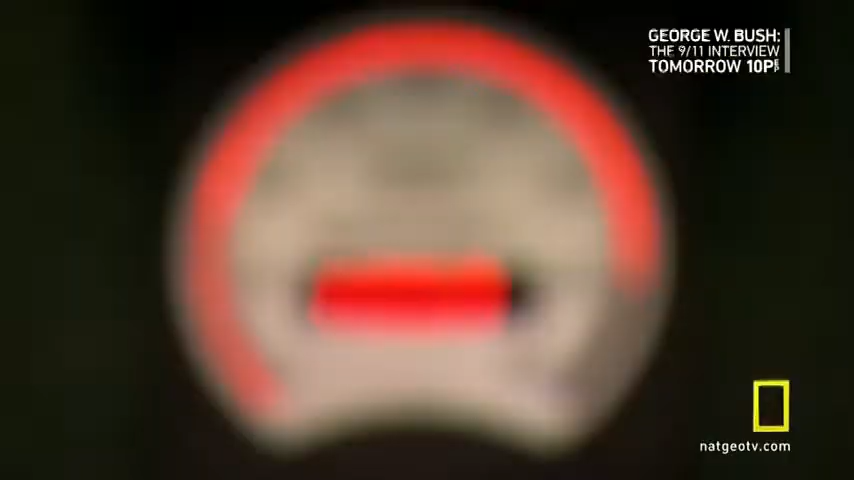 GEORGE W. BUSH:
THE 9/11 INTERVIEW
TOMORROW 10P
natgeotv.com